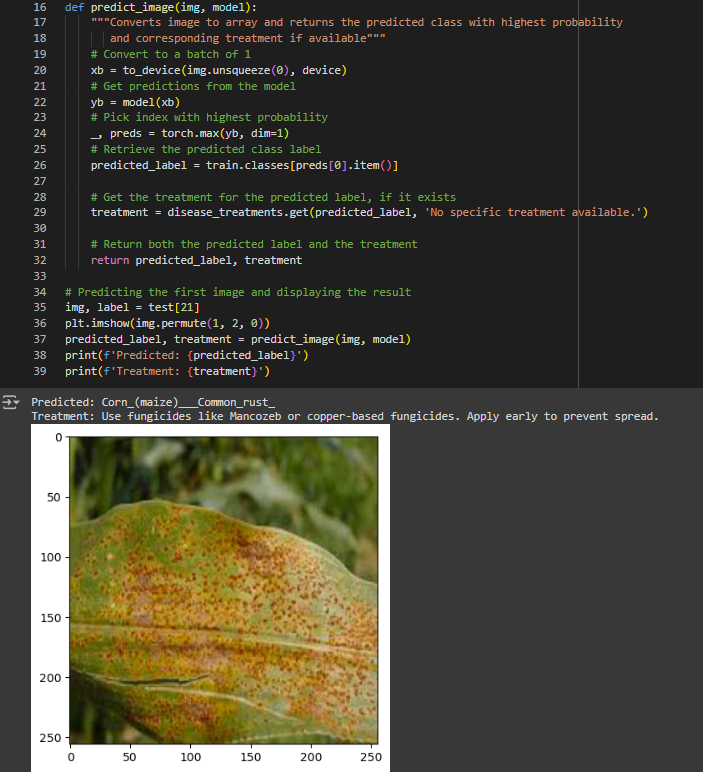 16 def predict_image(img, model):
17 """Converts image to array and returns the predicted class with highest probability
18 and corresponding treatment if available"""
19 # Convert to a batch of 1
20 xb = to_device(img.unsqueeze(0), device)
21 # Get predictions from the model
22 yb = model(xb)
23 # Pick index with highest probability
24 _, preds = torch.max(yb, dim=1)
25 # Retrieve the predicted class label
26 predicted_label = train.classes[preds[0].item()]
27
28 # Get the treatment for the predicted label, if it exists
29 treatment = disease_treatments.get(predicted_label, 'No specific treatment available.')
30
31 # Return both the predicted label and the treatment
32 return predicted_label, treatment
33
34 # Predicting the first image and displaying the result
35 img, label = test[21]
36 plt.imshow(img.permute(1, 2, 0))
37 predicted_label, treatment = predict_image(img, model)
38 print(f'Predicted: {predicted_label}')
39 print(f'Treatment: {treatment}')
Predicted: Corn_(maize)___Common_rust_
Treatment: Use fungicides like Mancozeb or copper-based fungicides. Apply early to prevent spread.
0
50
100
150
200
250
0 50 100 150 200 250